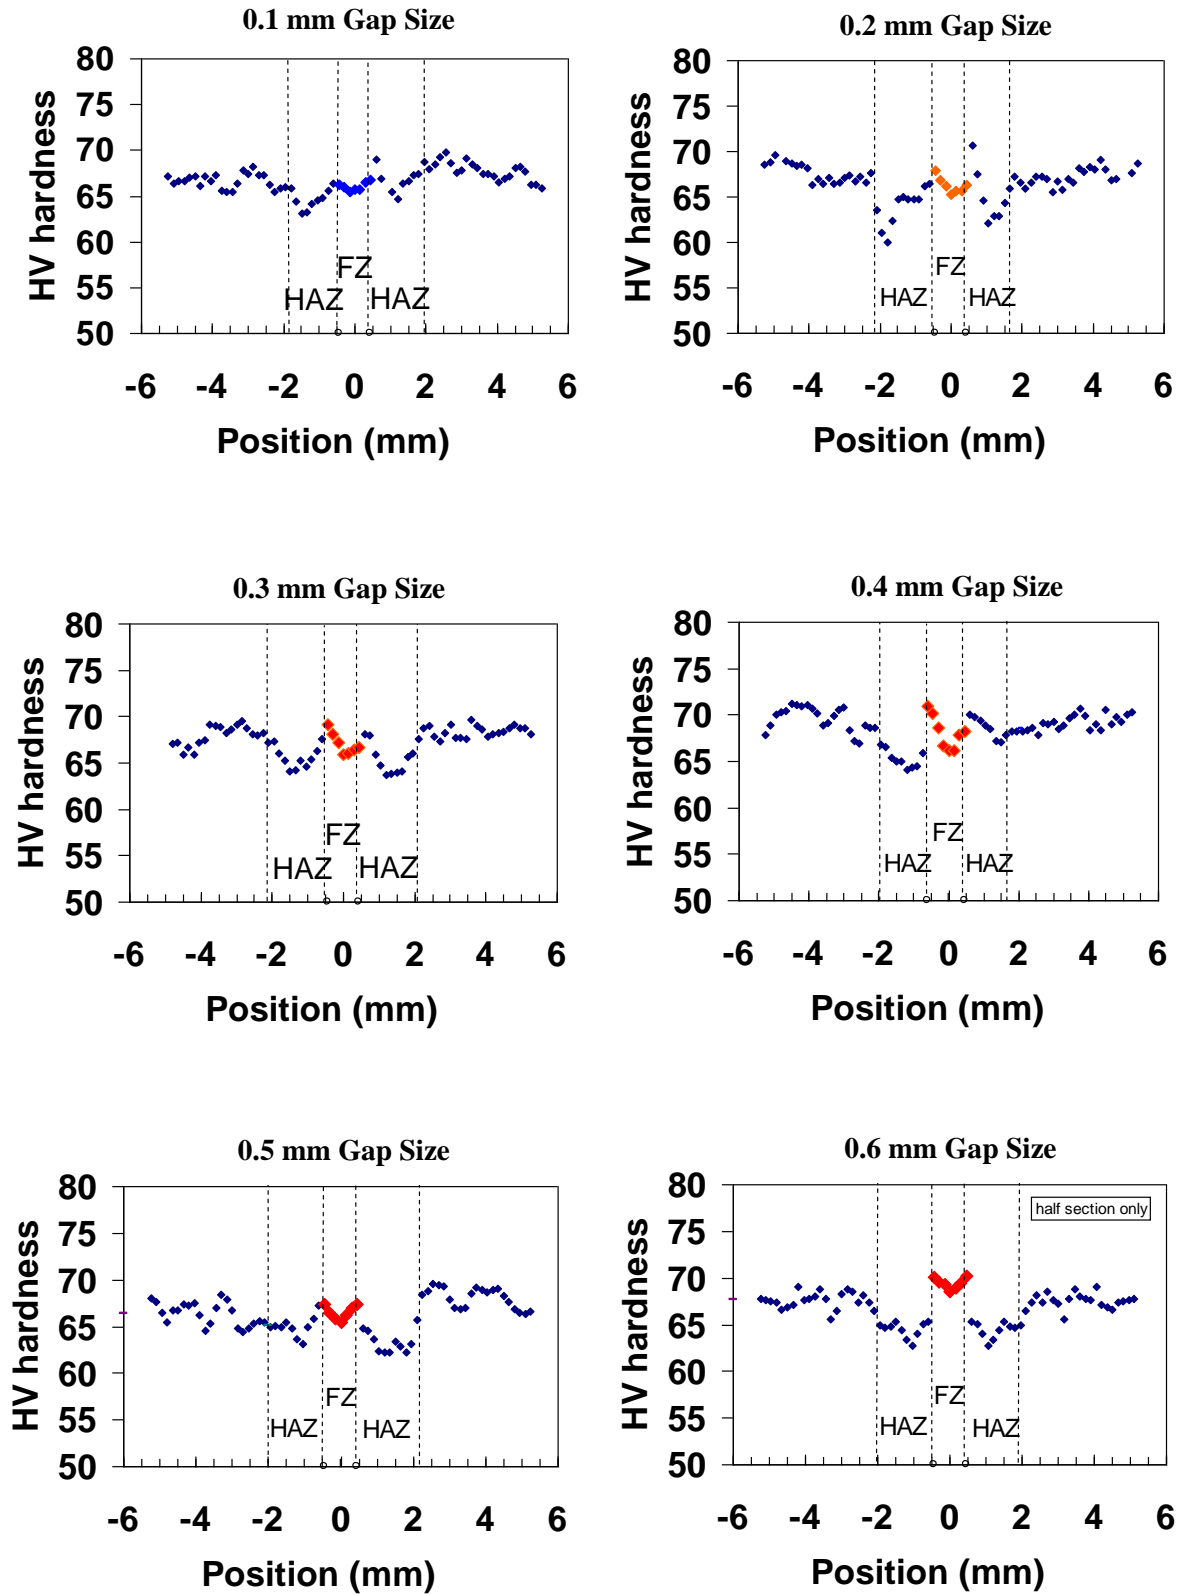 0.1 mm Gap Size
80
75
70
65
60
55
50
HV hardness
FZ
HAZ HAZ
-6 -4 -2 0 2 4 6
Position (mm)
0.2 mm Gap Size
80
75
70
65
60
55
50
HV hardness
FZ
HAZ HAZ
-6 -4 -2 0 2 4 6
Position (mm)
0.3 mm Gap Size
80
75
70
65
60
55
50
HV hardness
FZ
HAZ HAZ
-6 -4 -2 0 2 4 6
Position (mm)
0.4 mm Gap Size
80
75
70
65
60
55
50
HV hardness
FZ
HAZ HAZ
-6 -4 -2 0 2 4 6
Position (mm)
0.5 mm Gap Size
80
75
70
65
60
55
50
HV hardness
FZ
HAZ HAZ
-6 -4 -2 0 2 4 6
Position (mm)
0.6 mm Gap Size
half section only
80
75
70
65
60
55
50
HV hardness
FZ
HAZ HAZ
-6 -4 -2 0 2 4 6
Position (mm)